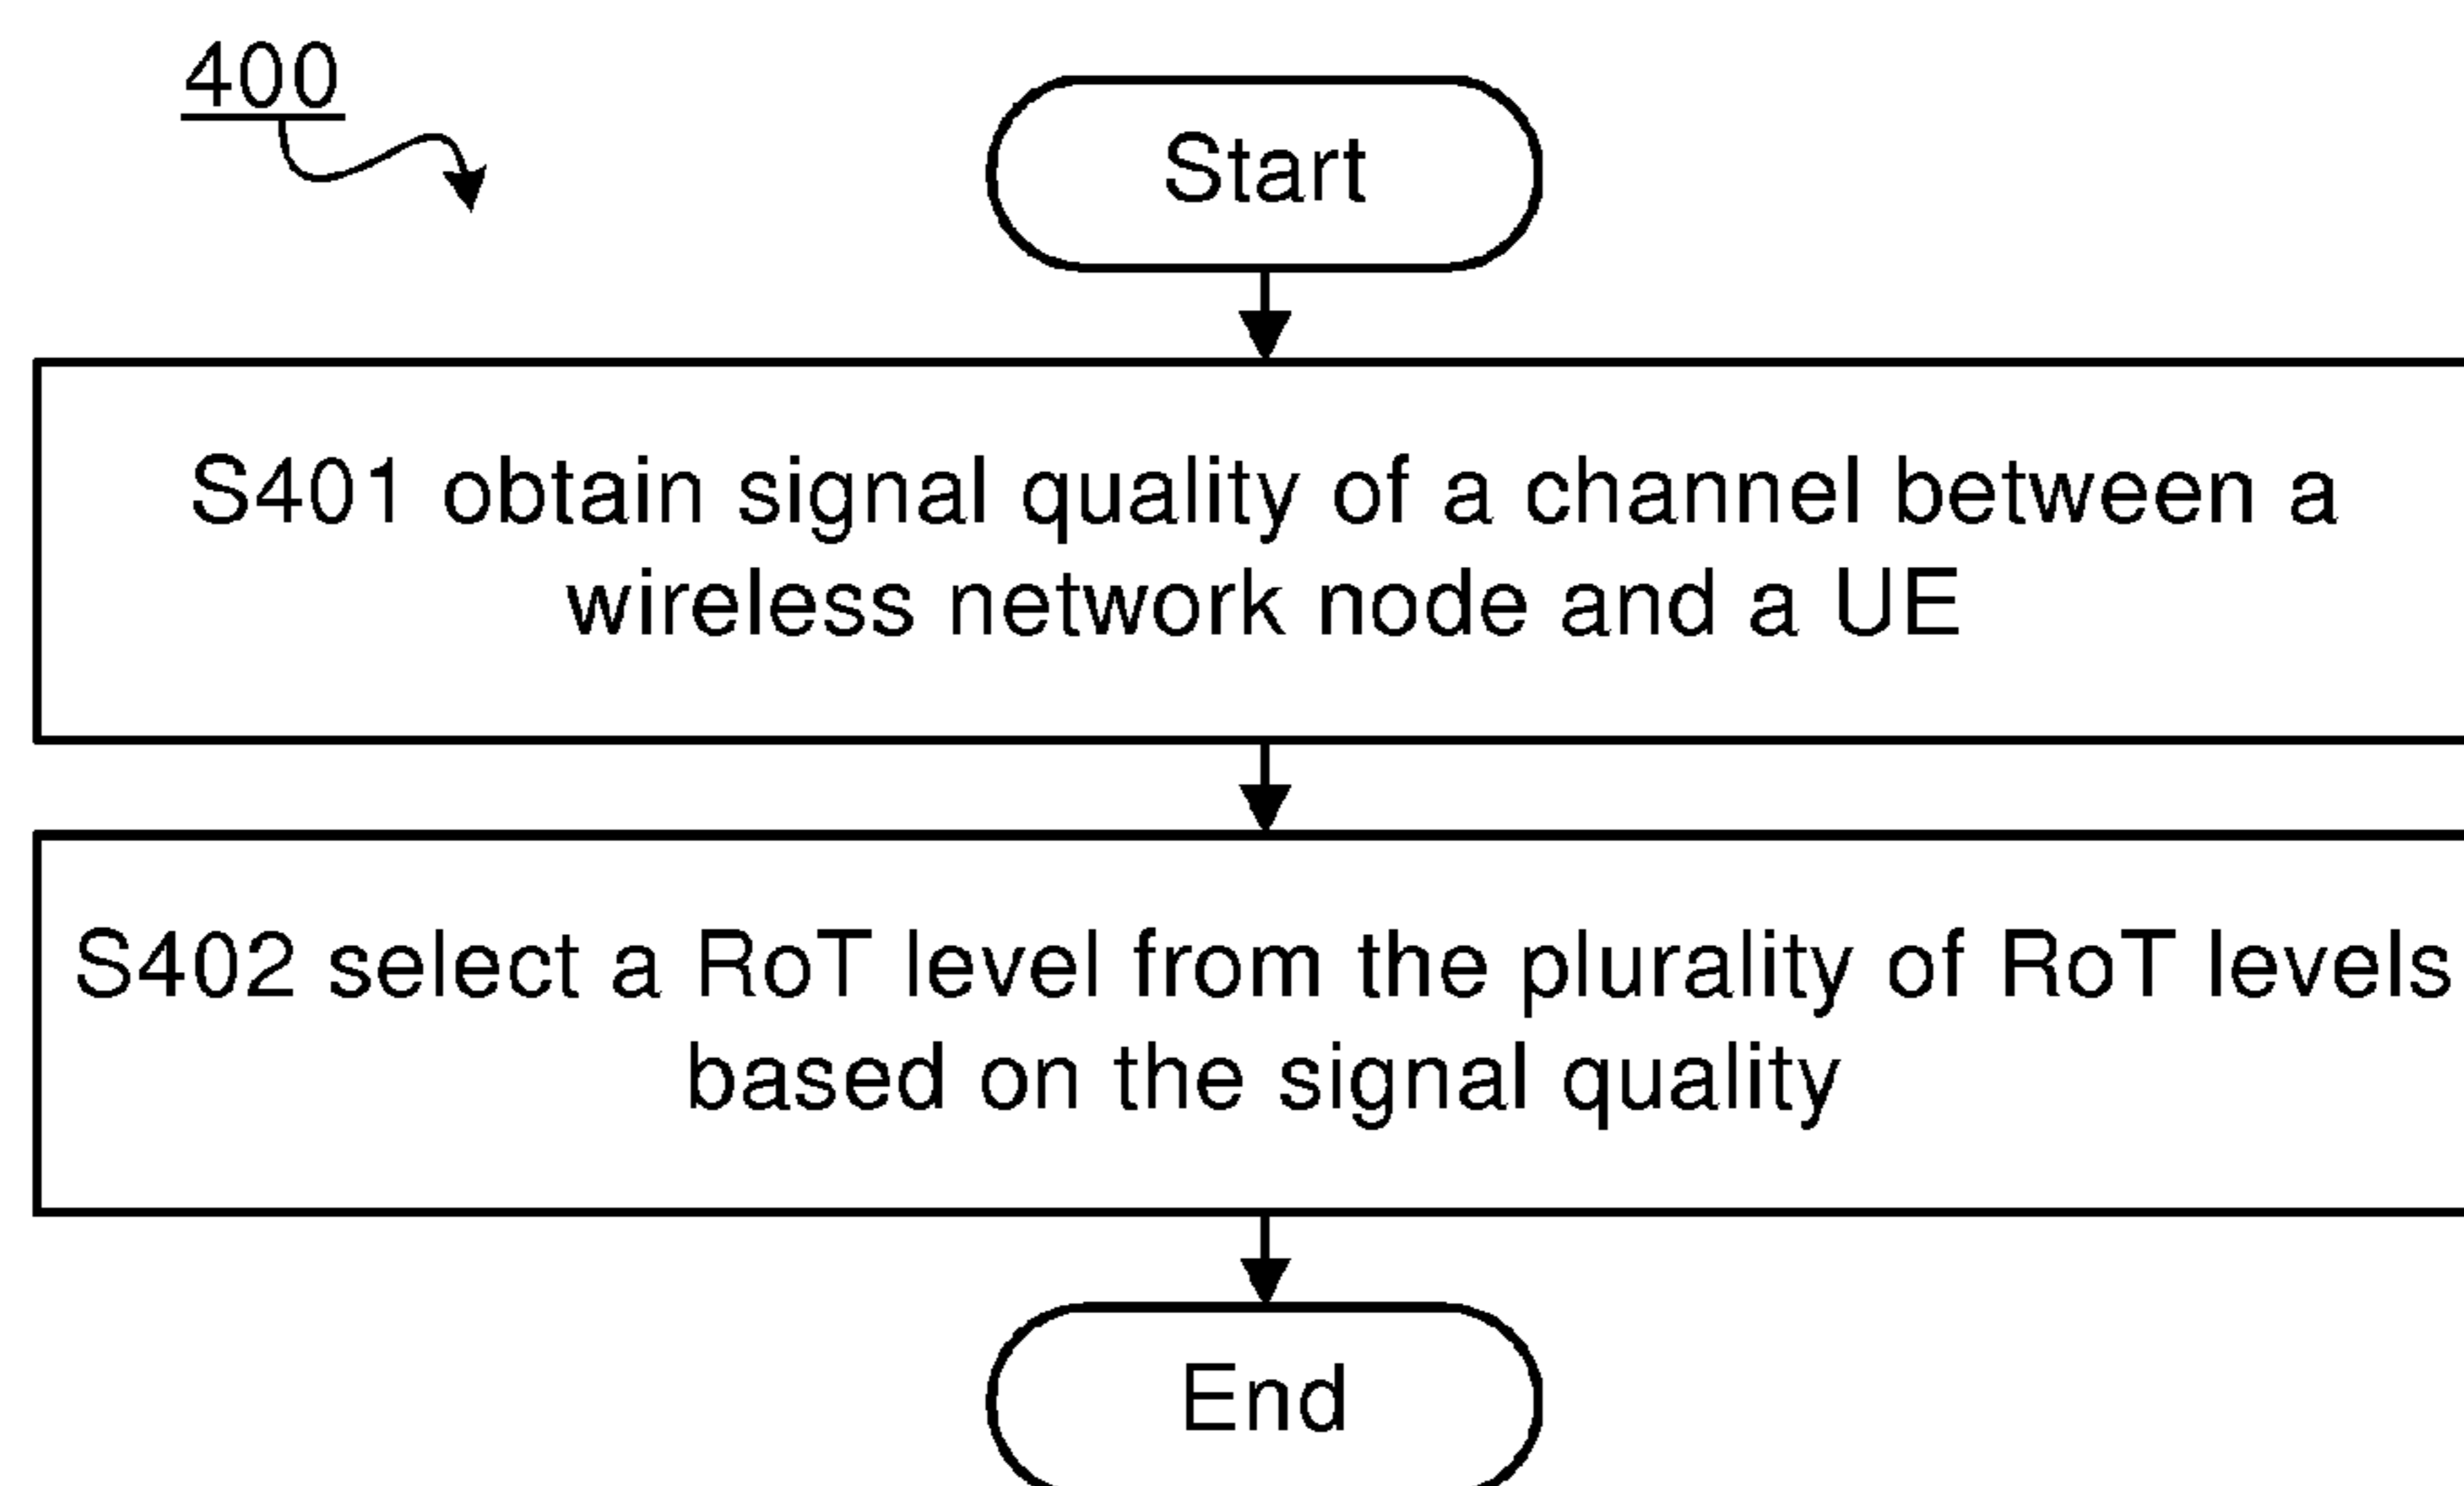 400
Start
S401 obtain signal quality of a channel between a
wireless network node and a UE
S402 select a RoT level from the plurality of RoT levels
based on the signal quality
End